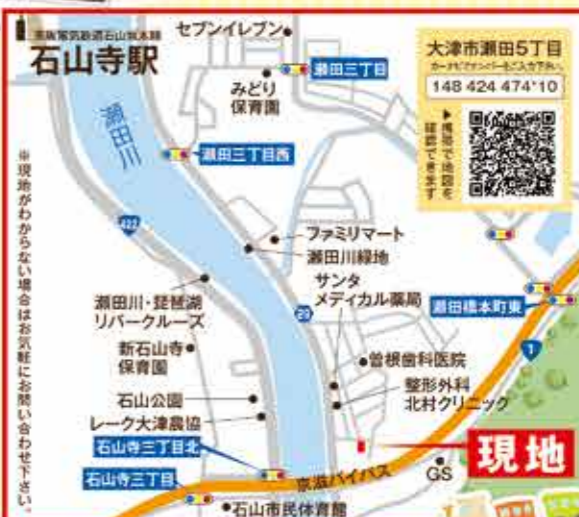 京阪電気鉄道石山坂本線
石山寺駅
セブンイレブン
瀬田三丁目
みどり
保育園
大津市瀬田5丁目
カーナビでナンバーをご入力下さい。
148 424 474*10
▶携帯で地図を
確認できます
瀬田川
瀬田三丁目西
※現地がわからない場合はお気軽にお問い合わせ下さい。
422
ファミリマート
瀬田川緑地
サンタ
メディカル薬局
瀬田橋本町東
瀬田川・琵琶湖
リバークルーズ
29
1
新石山寺
保育園
曽根歯科医院
石山公園
整形外科
北村クリニック
レーク大津農協
石山寺三丁目北
現地
石山寺三丁目
京滋バイパス
GS
石山市民体育館